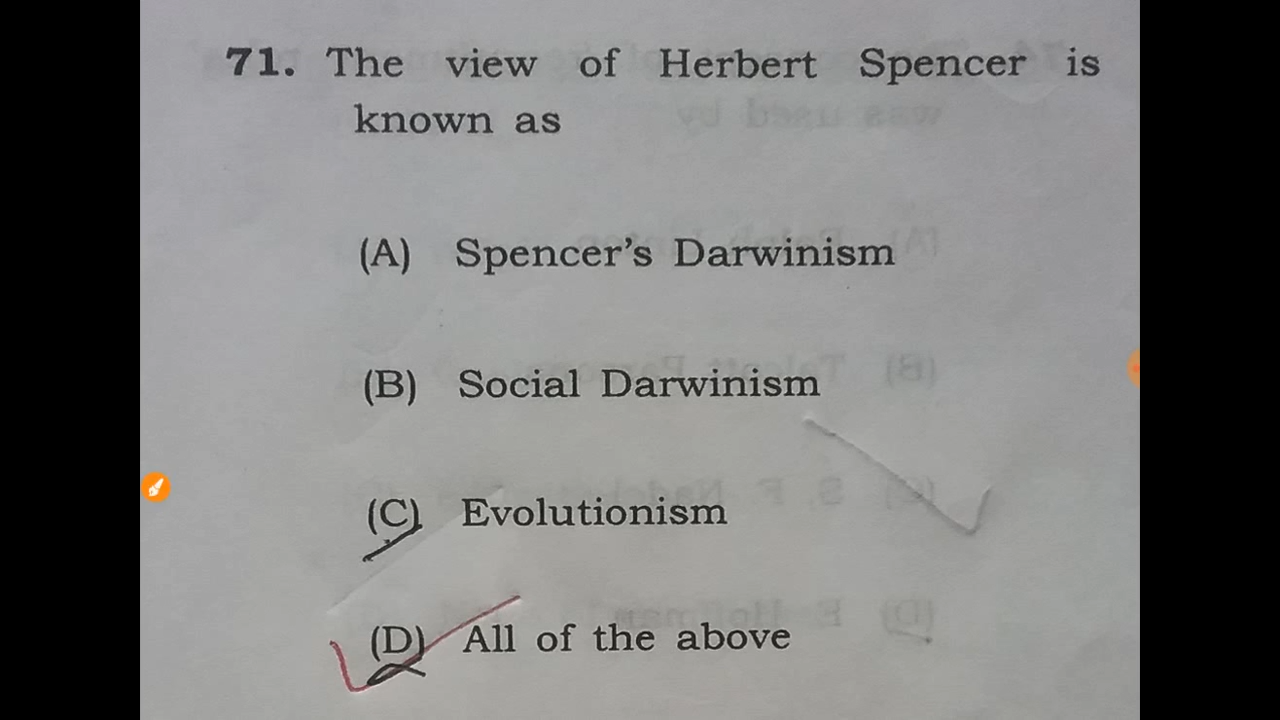 71. The view of Herbert Spencer is
known as
(A) Spencer's Darwinism
(B) Social Darwinism
(C) Evolutionism
(D) All of the above